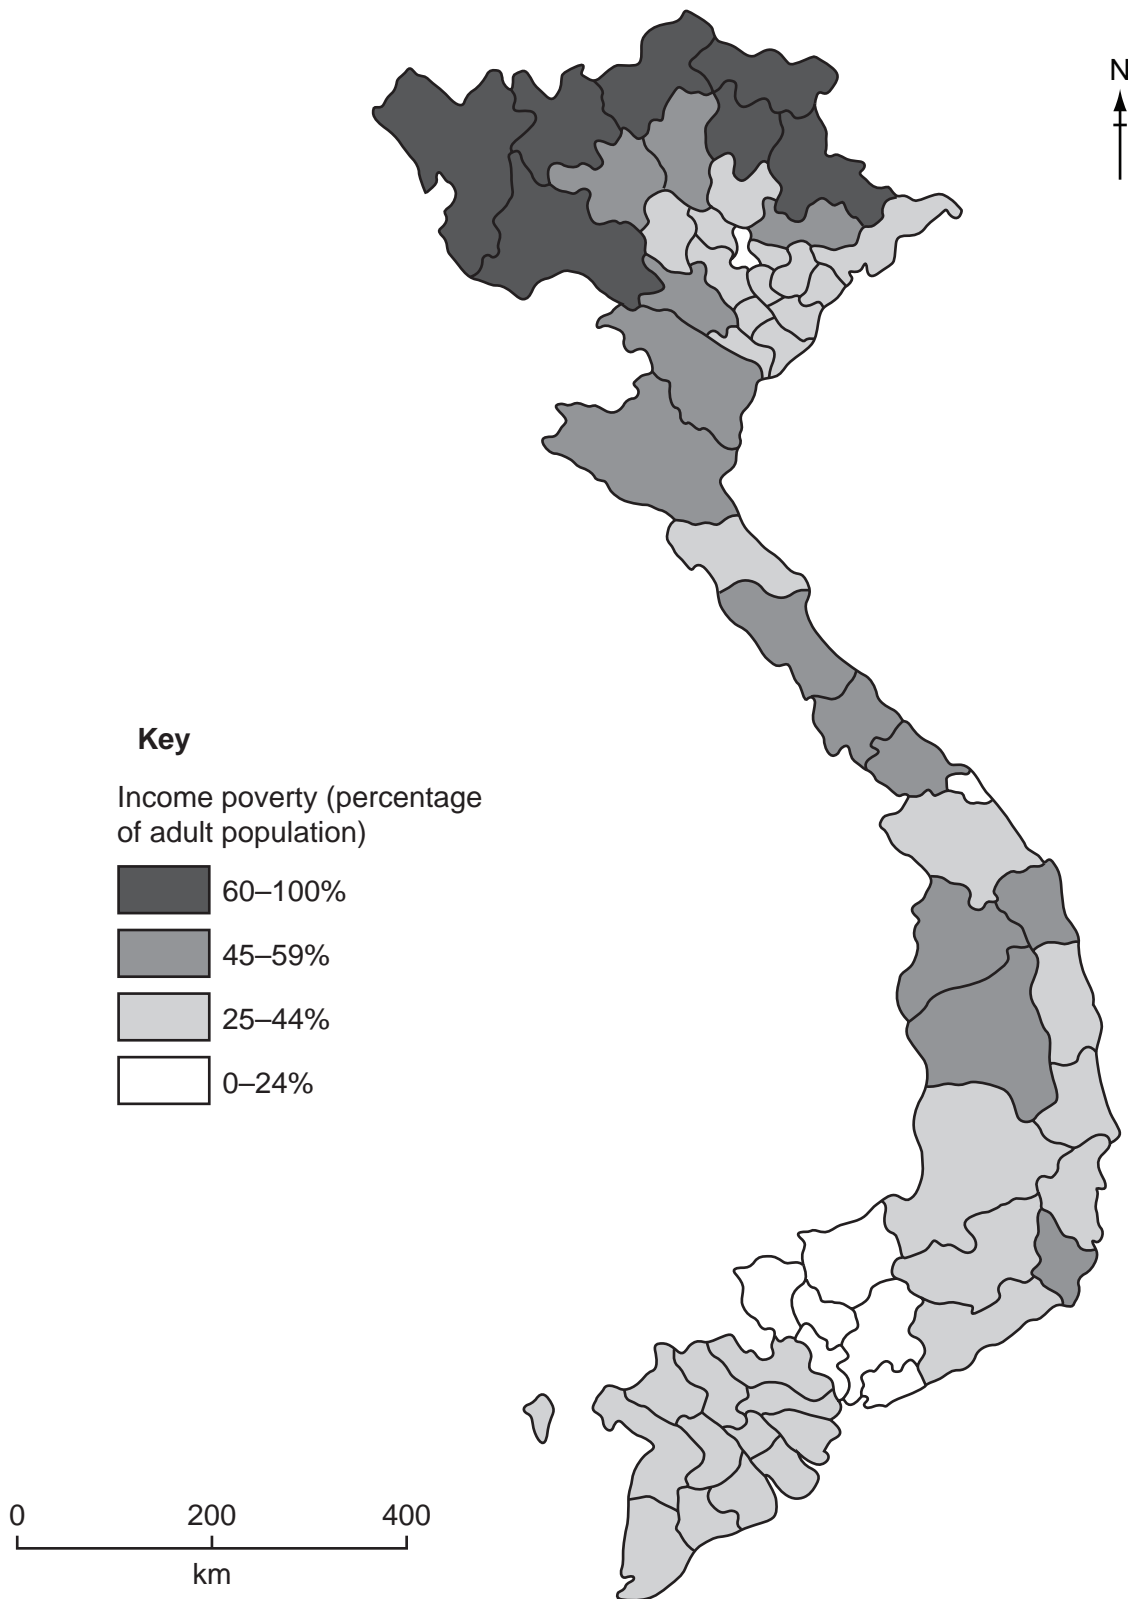 N
Key
Income poverty (percentage
of adult population)
60–100%
45–59%
25–44%
0–24%
0 200 400
km